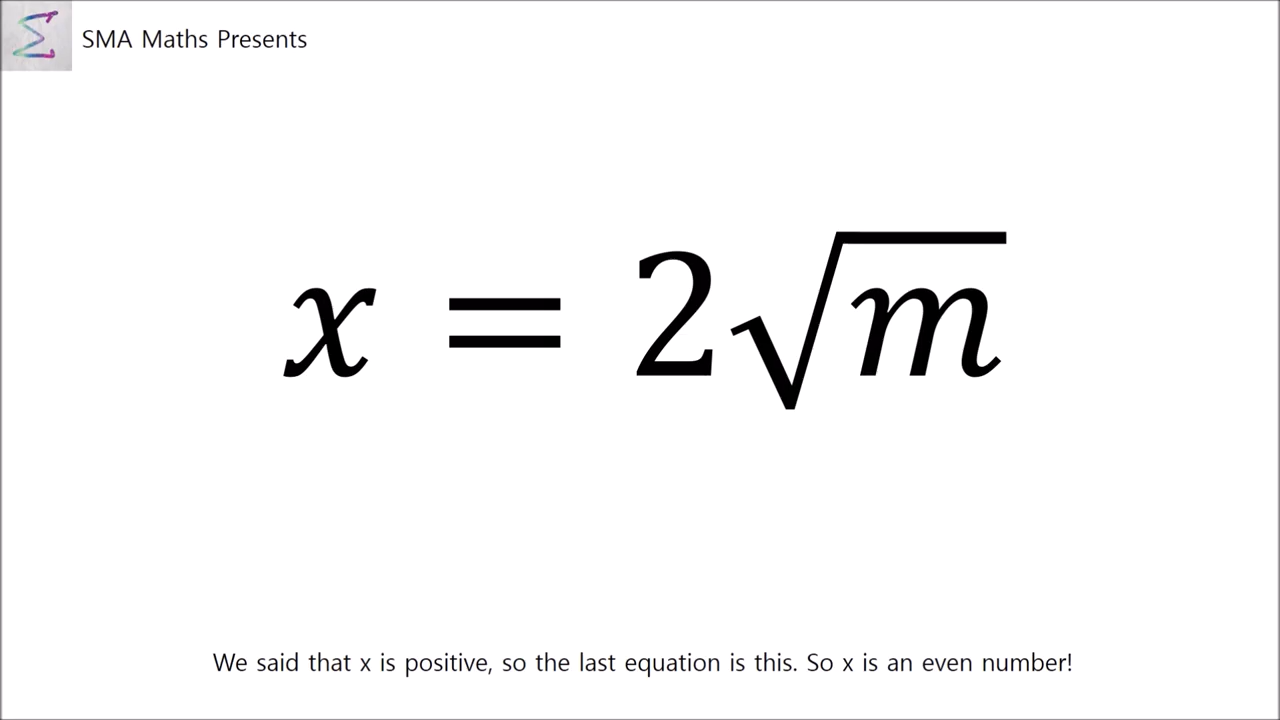 SMA Maths Presents
x = 2√m
We said that x is positive, so the last equation is this. So x is an even number!